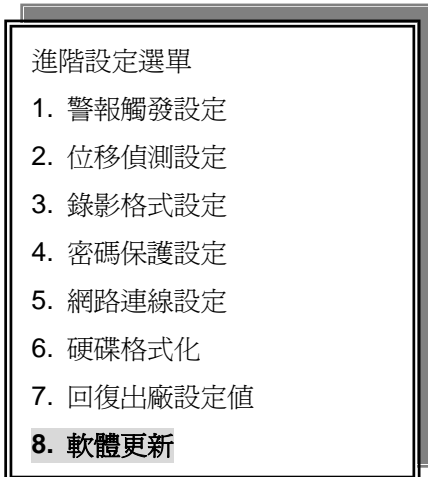 進階設定選單
1. 警報觸發設定
2. 位移偵測設定
3. 錄影格式設定
4. 密碼保護設定
5. 網路連線設定
6. 硬碟格式化
7. 回復出廠設定值
8. 軟體更新